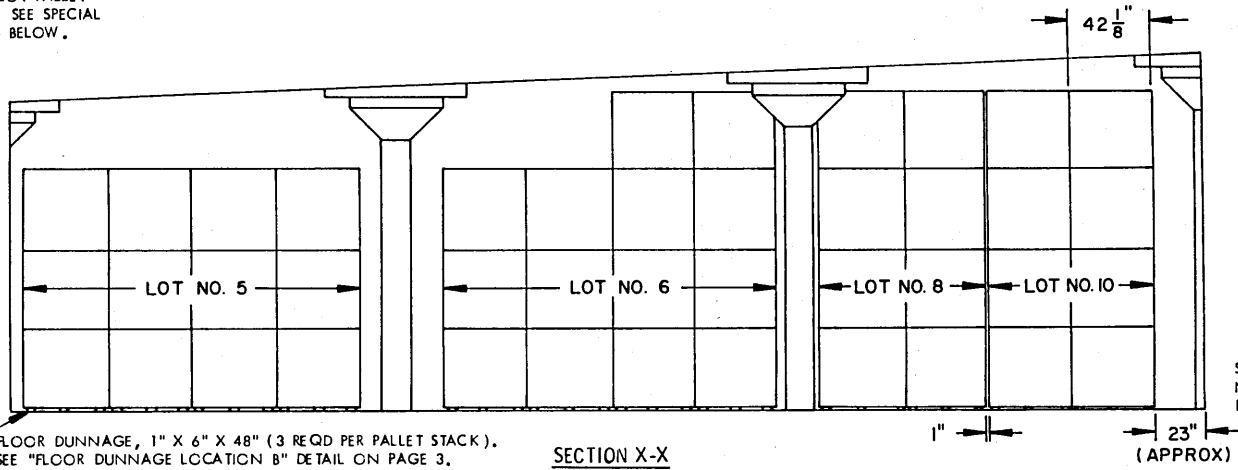 SEE SPECIAL
BELOW.
42 1/8"
LOT NO. 5
LOT NO. 6
LOT NO. 8
LOT NO. 10
FLOOR DUNNAGE, 1" X 6" X 48" (3 REQD PER PALLET STACK).
SEE "FLOOR DUNNAGE LOCATION B" DETAIL ON PAGE 3.
SECTION X-X
1"
23"
(APPROX)